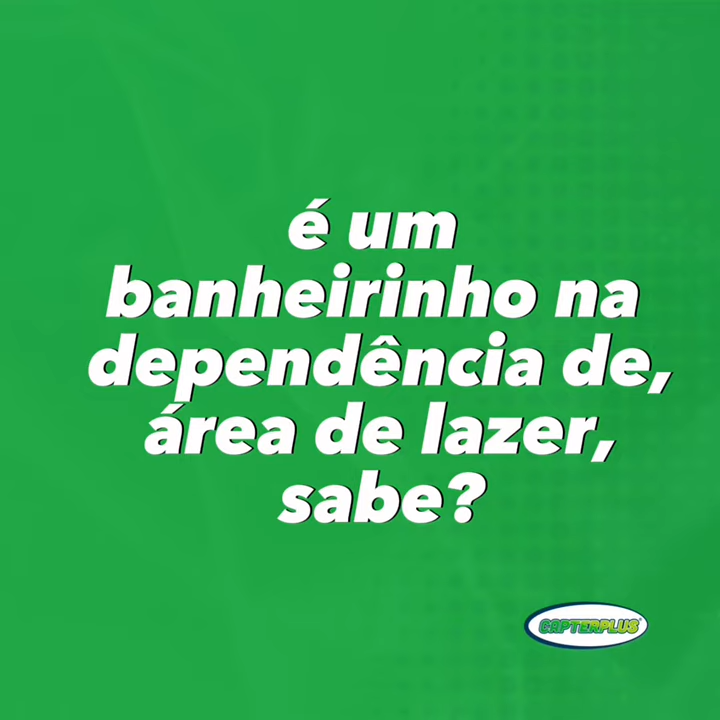 é um
banheirinho na
dependência de,
área de lazer,
sabe?
CAPTERPLUS